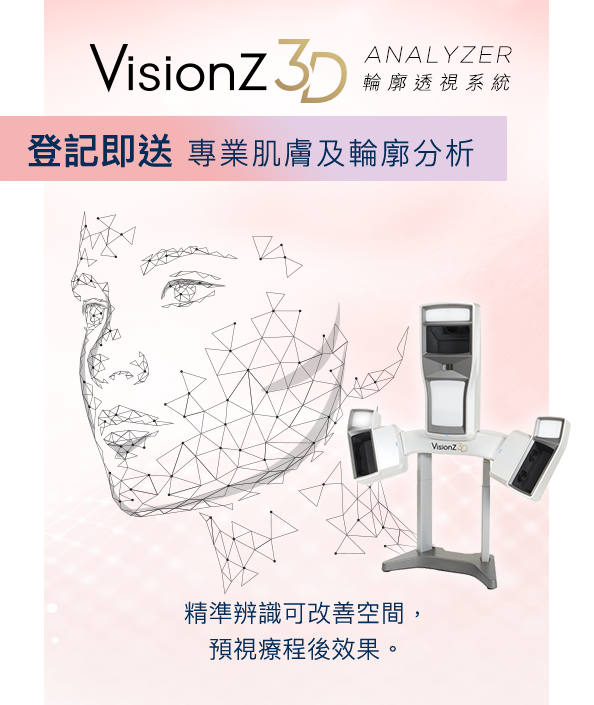 VisionZ 3D ANALYZER
輪廓透視系統
登記即送 專業肌膚及輪廓分析
VisionZ 3D
精準辨識可改善空間，
預視療程後效果。